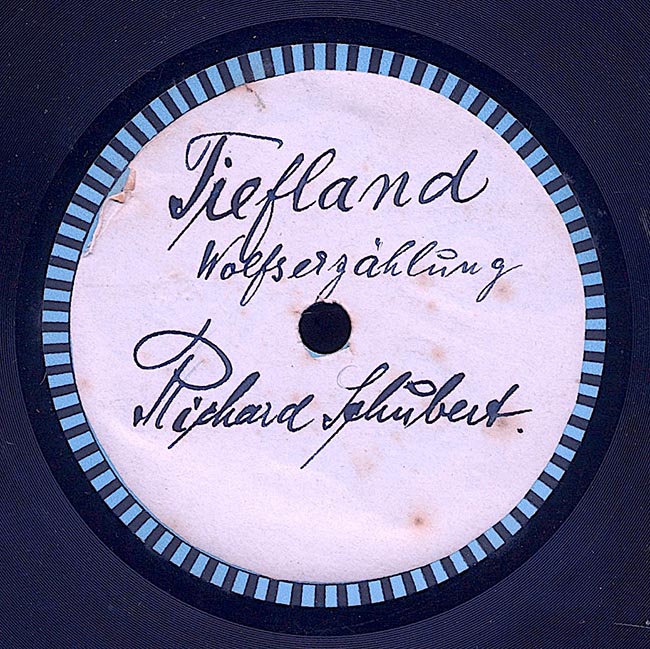 Tiefland
Wolfserzählung
Richard Schubert.